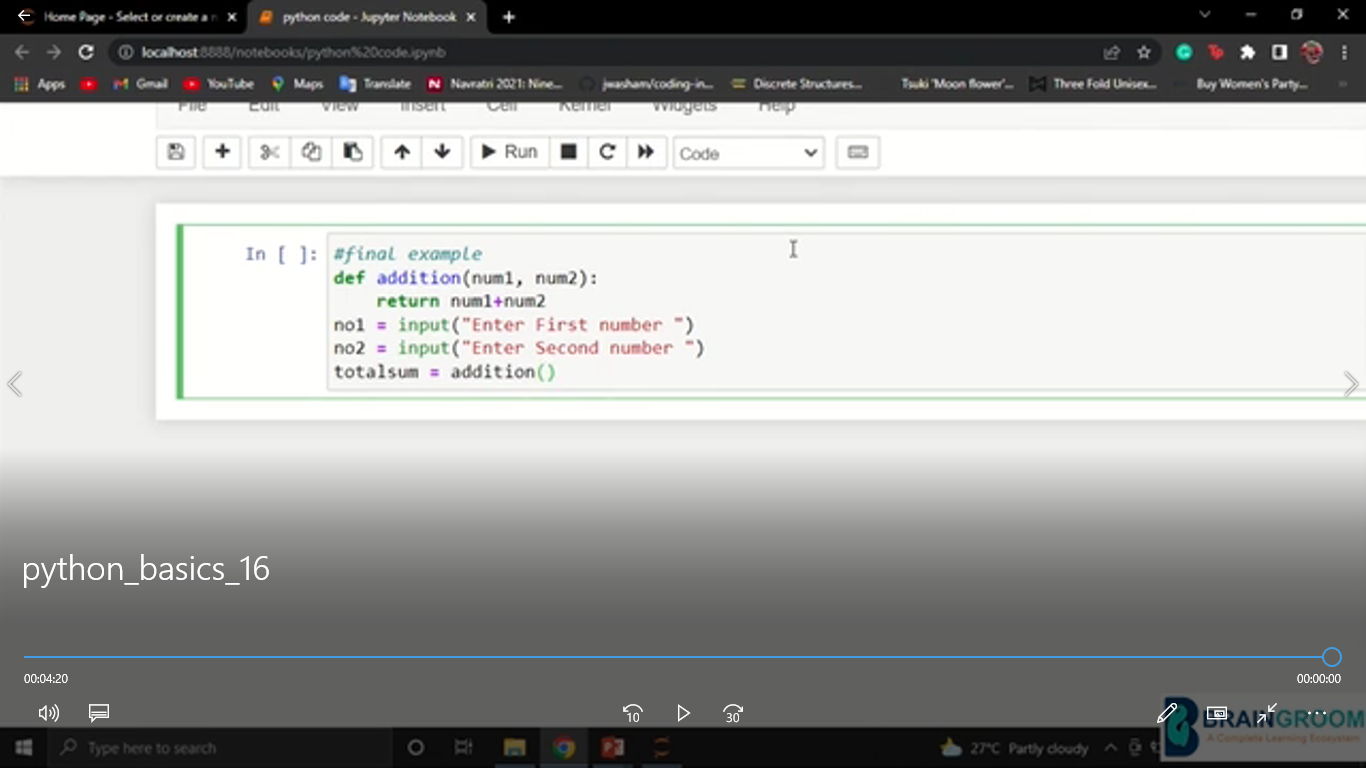 Home Page - Select or create a n
python code - Jupyter Notebook
localhost:8888/notebooks/python%20code.ipynb
Apps Gmail YouTube Maps Translate Navratri 2021: Nine... jwasham/coding-in... Discrete Structures... Tsuki 'Moon flower'... Three Fold Unisex... Buy Women's Party...
File Edit View Insert Cell Kernel Widgets Help
Run Code
In [ ]: #final example
def addition(num1, num2):
return num1+num2
no1 = input("Enter First number ")
no2 = input("Enter Second number ")
totalsum = addition()
python_basics_16
00:04:20 00:00:00
10 30
BRAINGROOM
A Complete Learning Ecosystem
Type here to search
27°C Partly cloudy